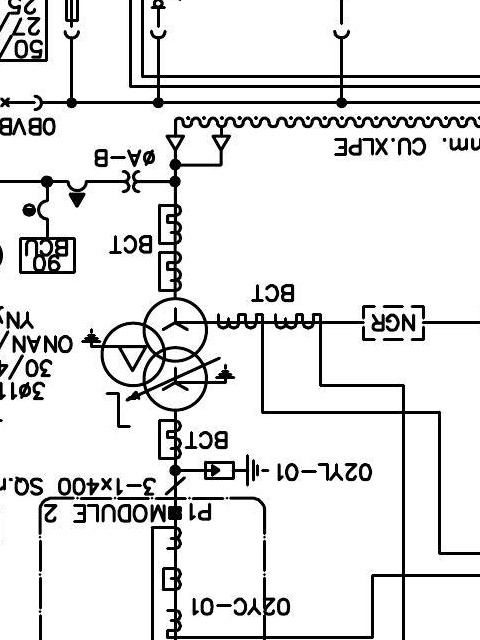 02YC-01
P1 MODULE 2
3-1x400 SQ.
02YL-01
BCT
3ø11
30/4
ONAN/
YN
NGR
BCT
90
BCU
BCT
øA-B
mm. CU.XLPE
0BVB
50/
27/
25